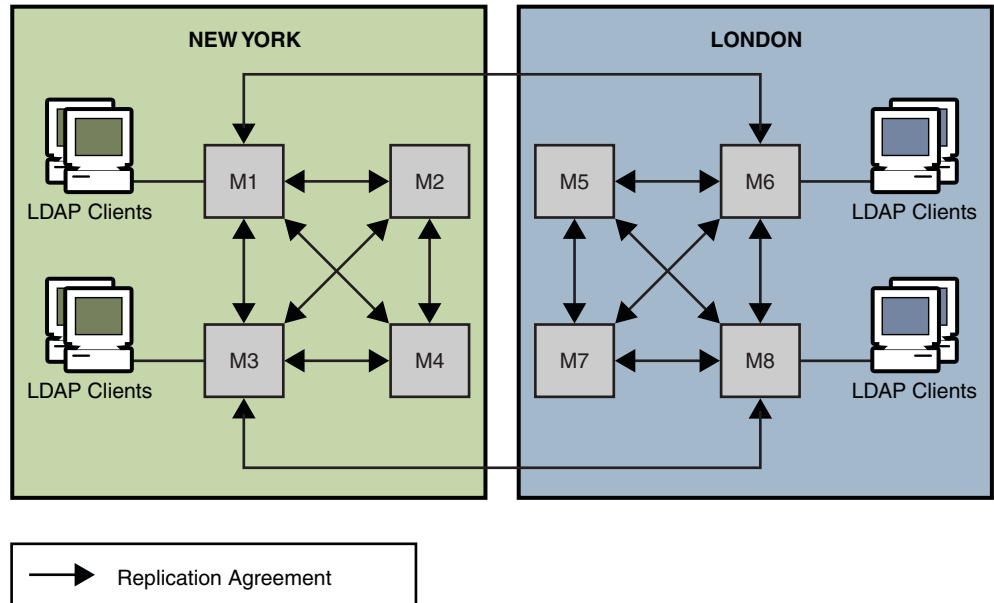 NEW YORK
LONDON
M1
M2
M5
M6
LDAP Clients
LDAP Clients
M3
M4
M7
M8
LDAP Clients
LDAP Clients
Replication Agreement